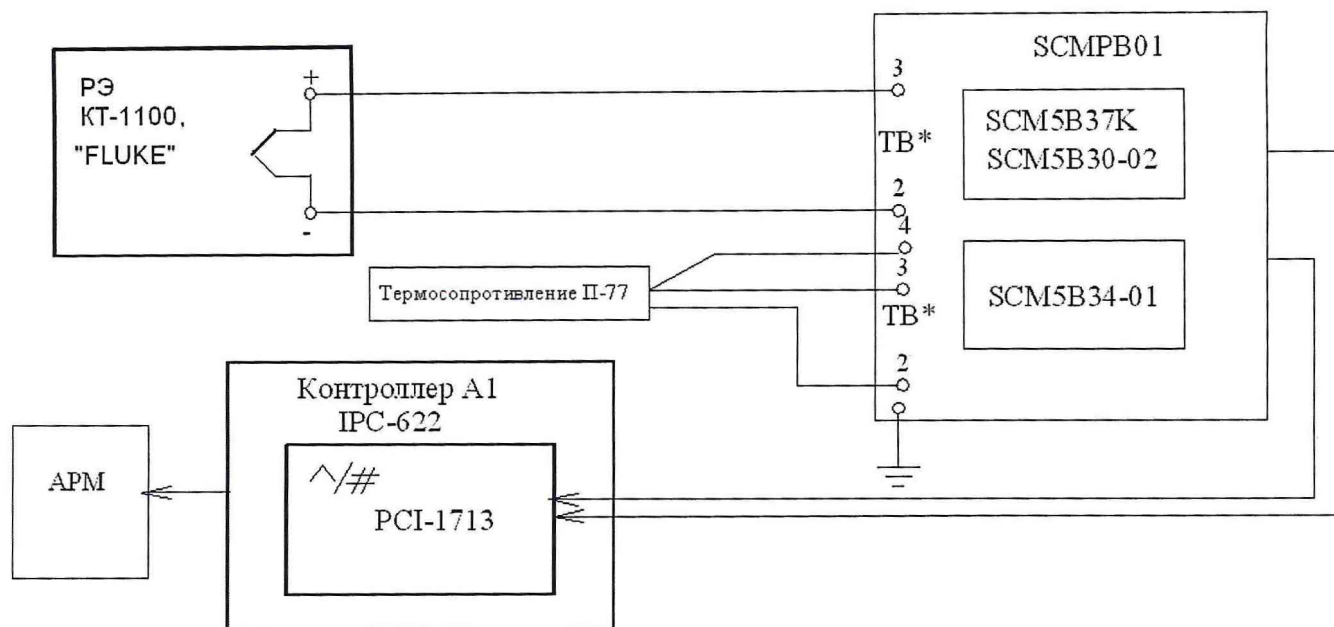 РЭ
КТ-1100,
"FLUKE"
+
-
SCMPB01
3
TB*
2
SCM5B37K
SCM5B30-02
4
3
TB*
2
SCM5B34-01
Термосопротивление П-77
Контроллер А1
IPC-622
^/#
PCI-1713
АРМ